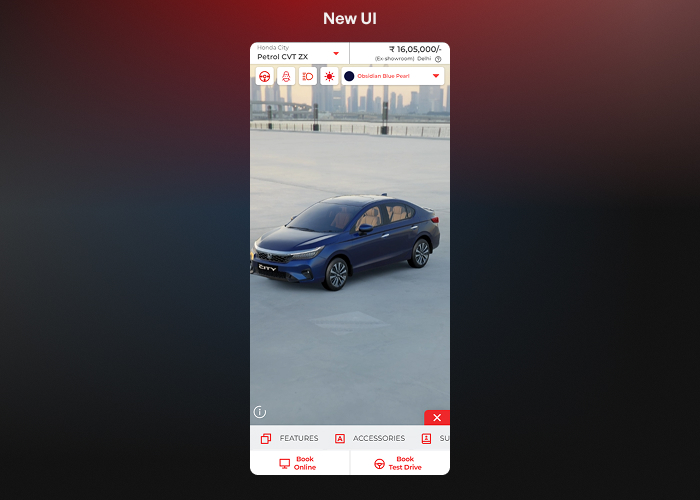 New UI
Honda City
Petrol CVT ZX
₹ 16,05,000/-
(Ex-showroom) Delhi
Obsidian Blue Pearl
CITY
FEATURES
A
ACCESSORIES
SU
Book
Online
Book
Test Drive